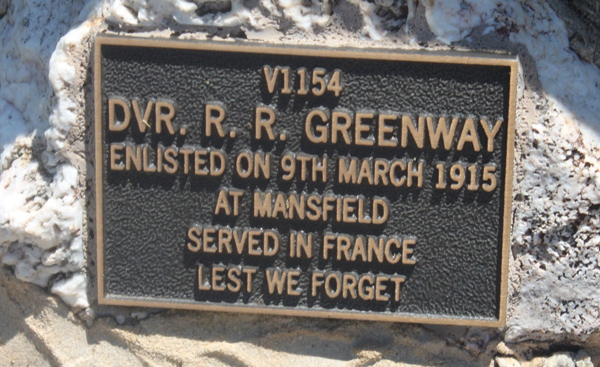 V1154
DVR. R. R. GREENWAY
ENLISTED ON 9TH MARCH 1915
AT MANSFIELD
SERVED IN FRANCE
LEST WE FORGET